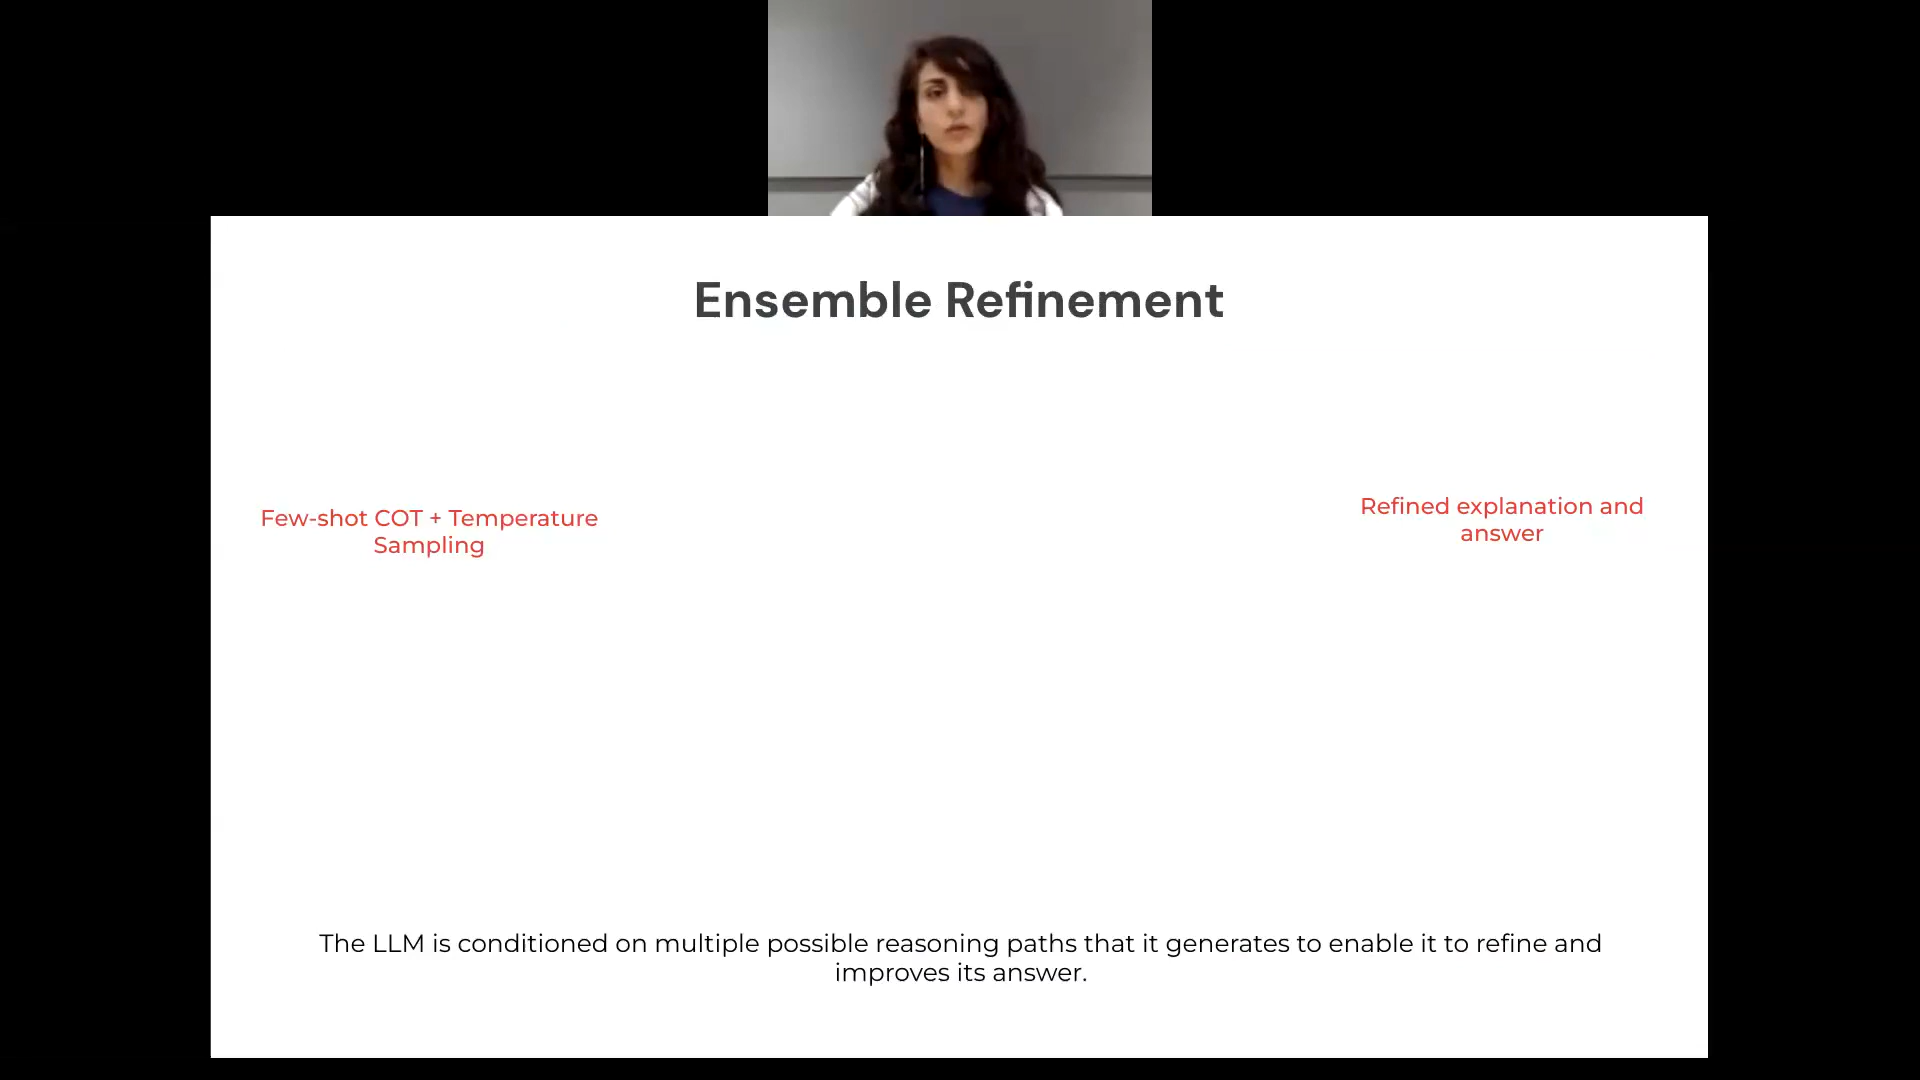 Ensemble Refinement
Few-shot COT + Temperature
Sampling
Refined explanation and
answer
The LLM is conditioned on multiple possible reasoning paths that it generates to enable it to refine and
improves its answer.